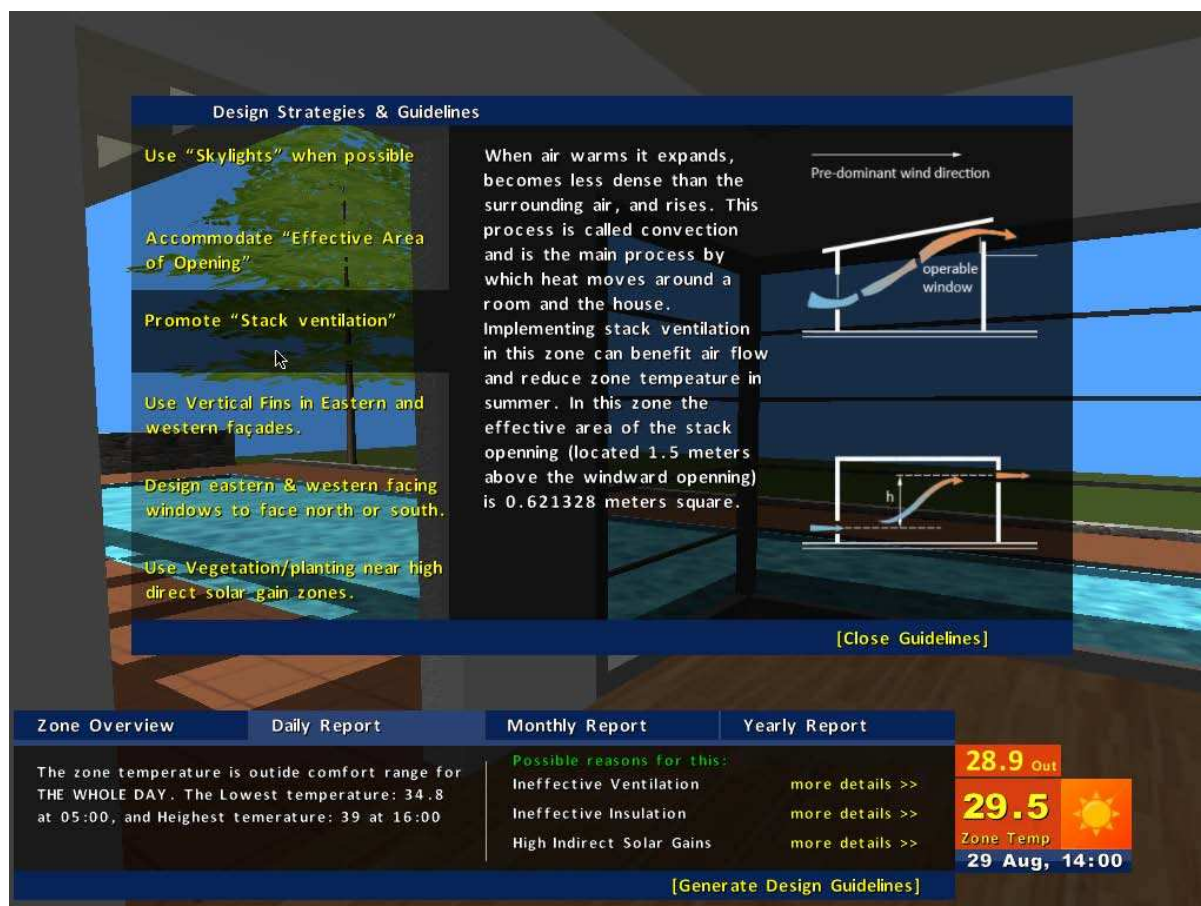 Design Strategies & Guidelines
Use “Skylights” when possible
Accommodate “Effective Area
of Opening”
Promote “Stack ventilation”
Use Vertical Fins in Eastern and
western façades.
Design eastern & western facing
windows to face north or south.
Use Vegetation/planting near high
direct solar gain zones.
When air warms it expands,
becomes less dense than the
surrounding air, and rises. This
process is called convection
and is the main process by
which heat moves around a
room and the house.
Implementing stack ventilation
in this zone can benefit air flow
and reduce zone tempeature in
summer. In this zone the
effective area of the stack
openning (located 1.5 meters
above the windward openning)
is 0.621328 meters square.
Pre-dominant wind direction
operable
window
h
[Close Guidelines]
Zone Overview
Daily Report
Monthly Report
Yearly Report
The zone temperature is outide comfort range for
THE WHOLE DAY. The Lowest temperature: 34.8
at 05:00, and Heighest temerature: 39 at 16:00
Possible reasons for this:
Ineffective Ventilation more details >>
Ineffective Insulation more details >>
High Indirect Solar Gains more details >>
[Generate Design Guidelines]
28.9 Out
29.5
Zone Temp
29 Aug, 14:00